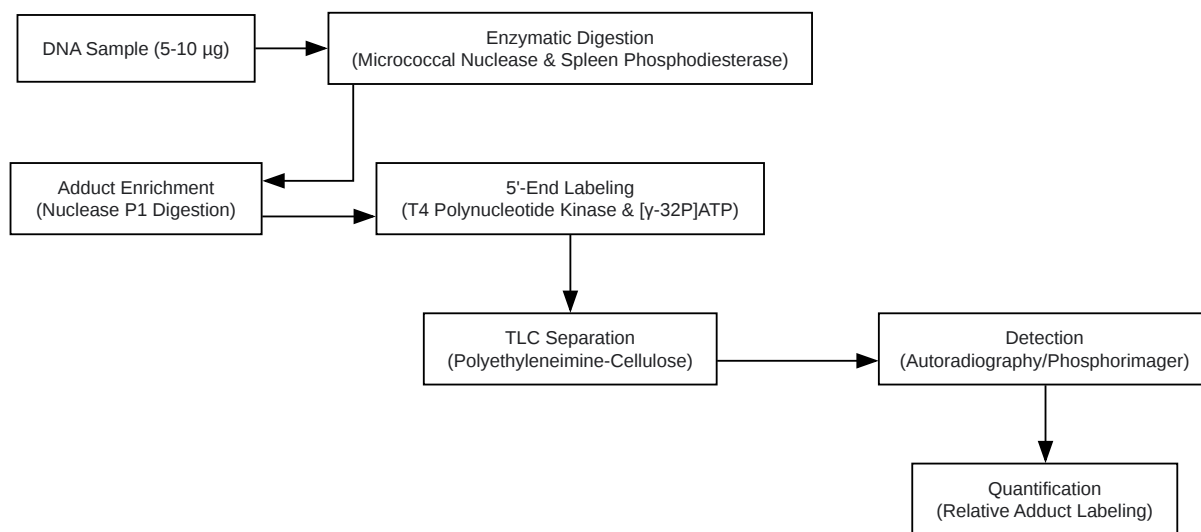 DNA Sample (5-10 µg)
Enzymatic Digestion
(Micrococcal Nuclease & Spleen Phosphodiesterase)
Adduct Enrichment
(Nuclease P1 Digestion)
5'-End Labeling
(T4 Polynucleotide Kinase & [γ-32P]ATP)
TLC Separation
(Polyethyleneimine-Cellulose)
Detection
(Autoradiography/Phosphorimager)
Quantification
(Relative Adduct Labeling)